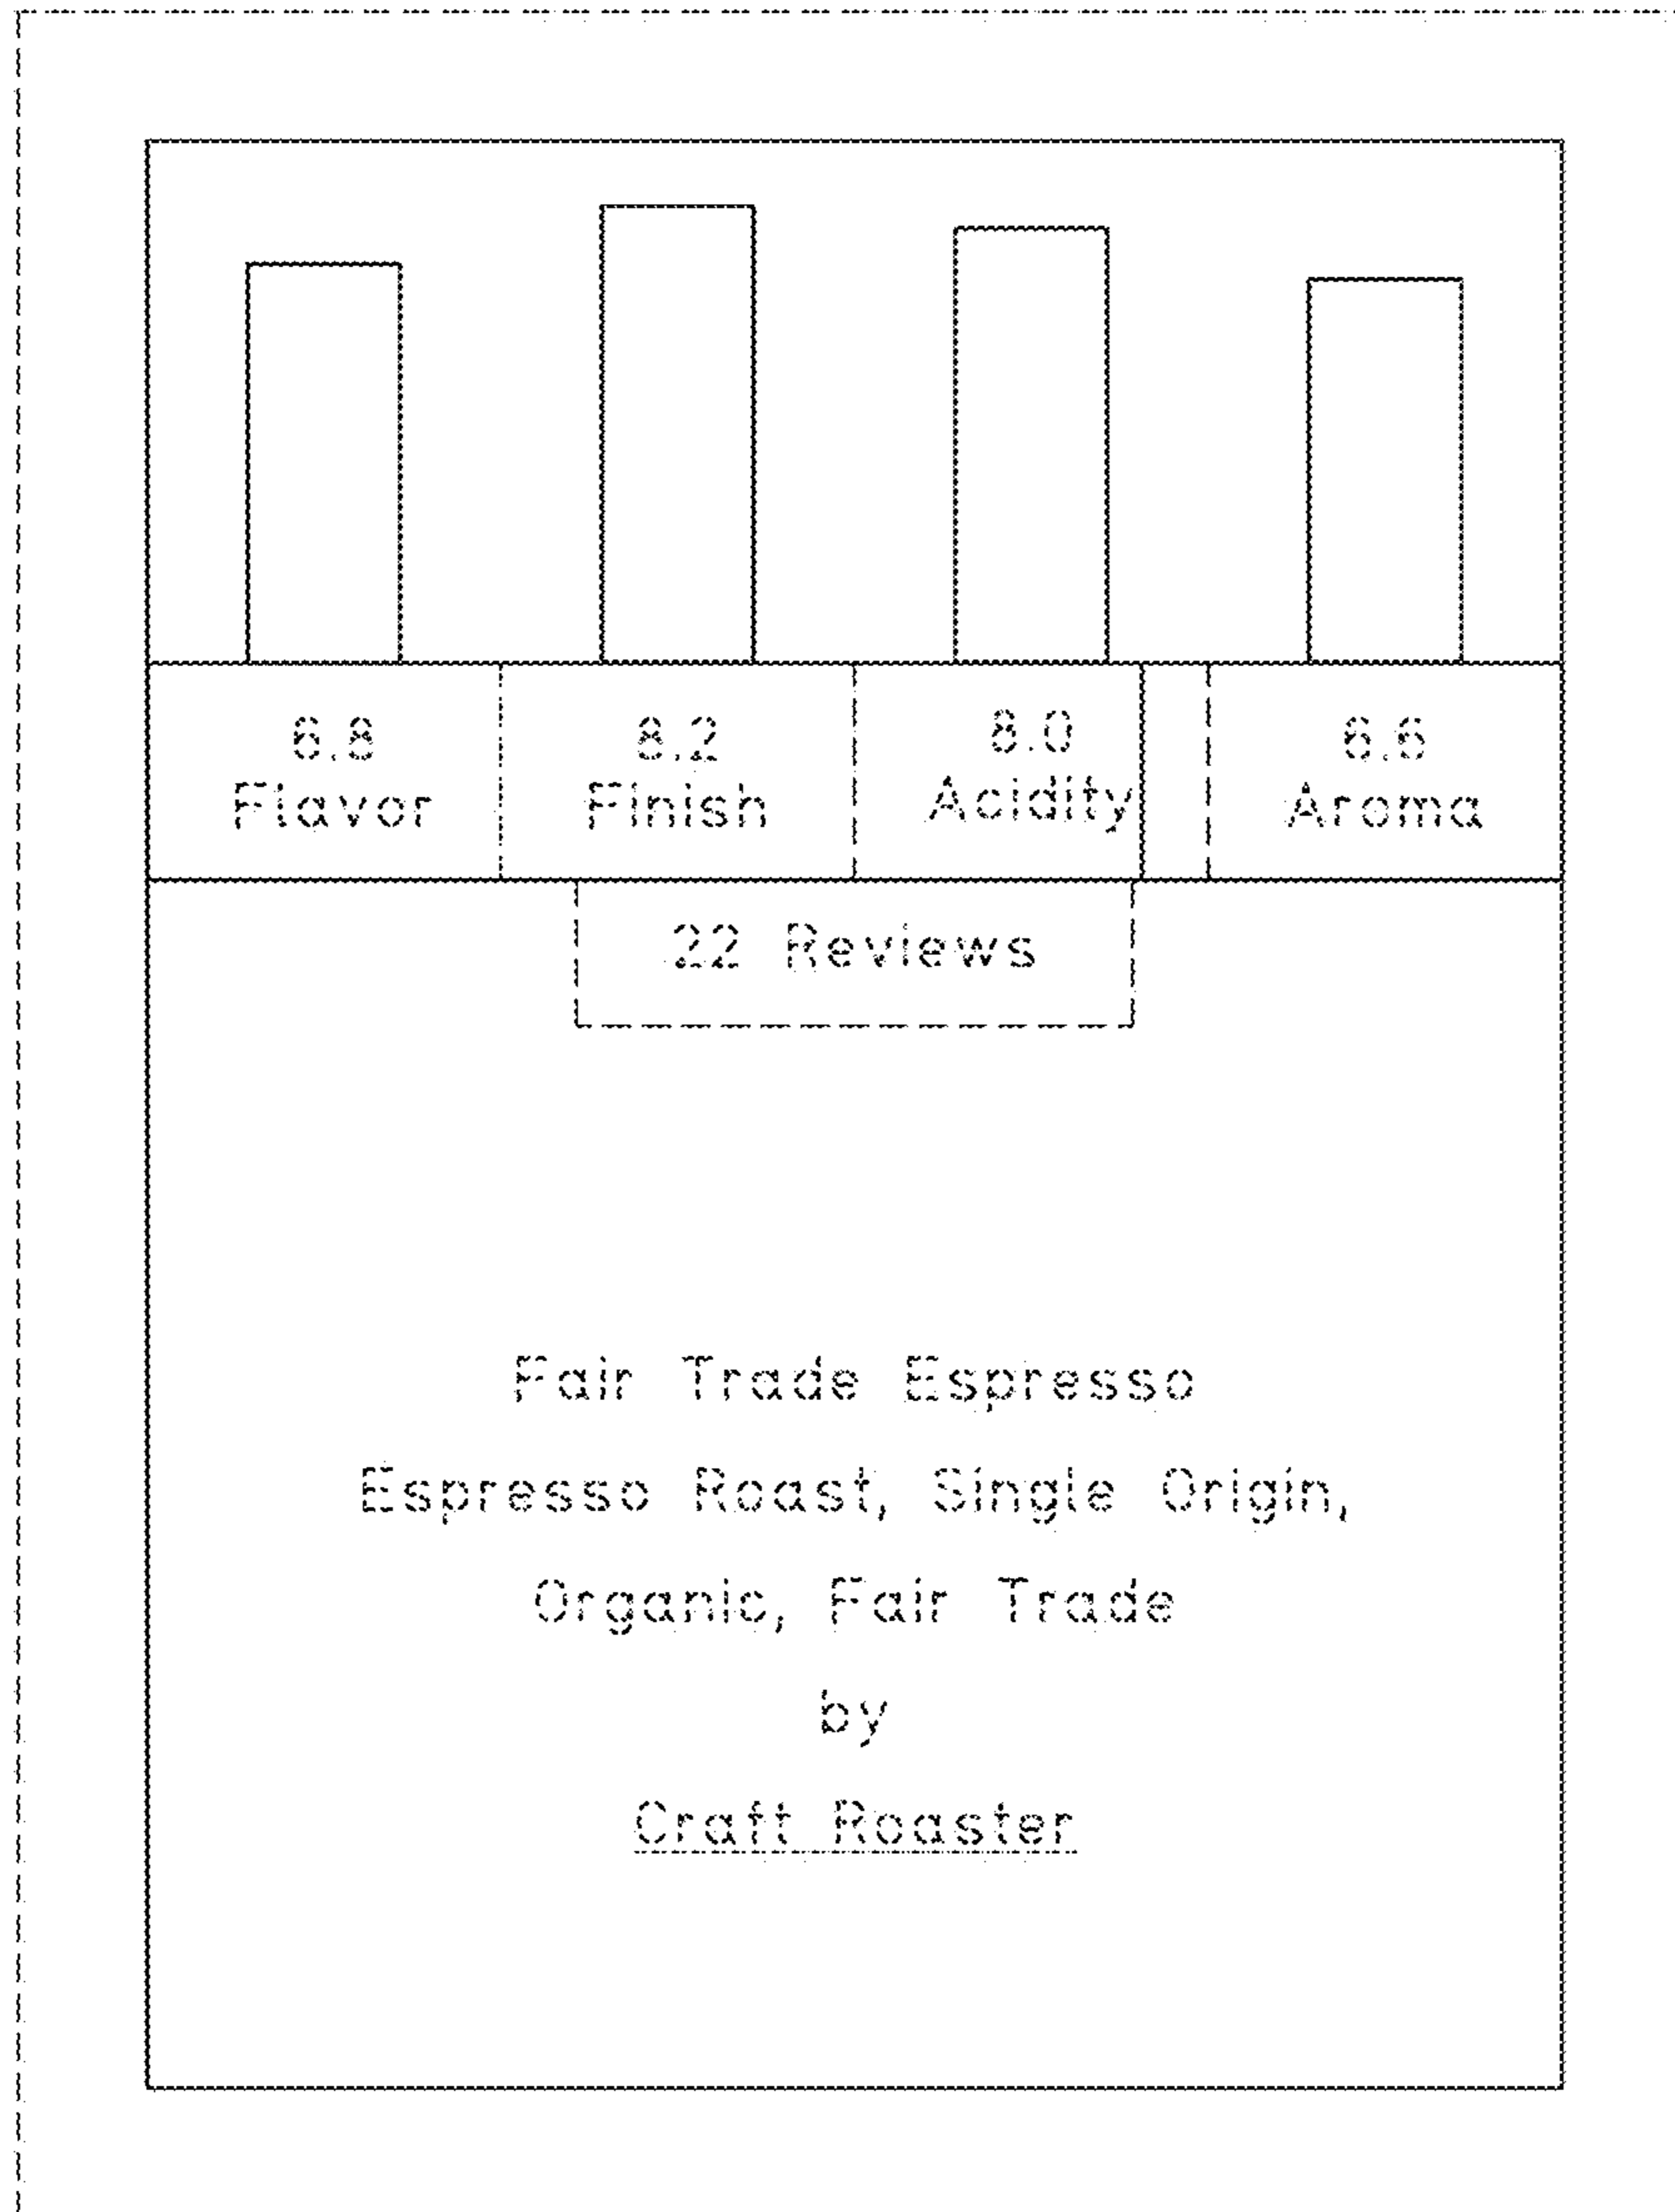 6.8 8.2 8.0 6.6
Flavor Finish Acidity Aroma
22 Reviews
Fair Trade Espresso
Espresso Roast, Single Origin,
Organic, Fair Trade
by
Craft Roaster